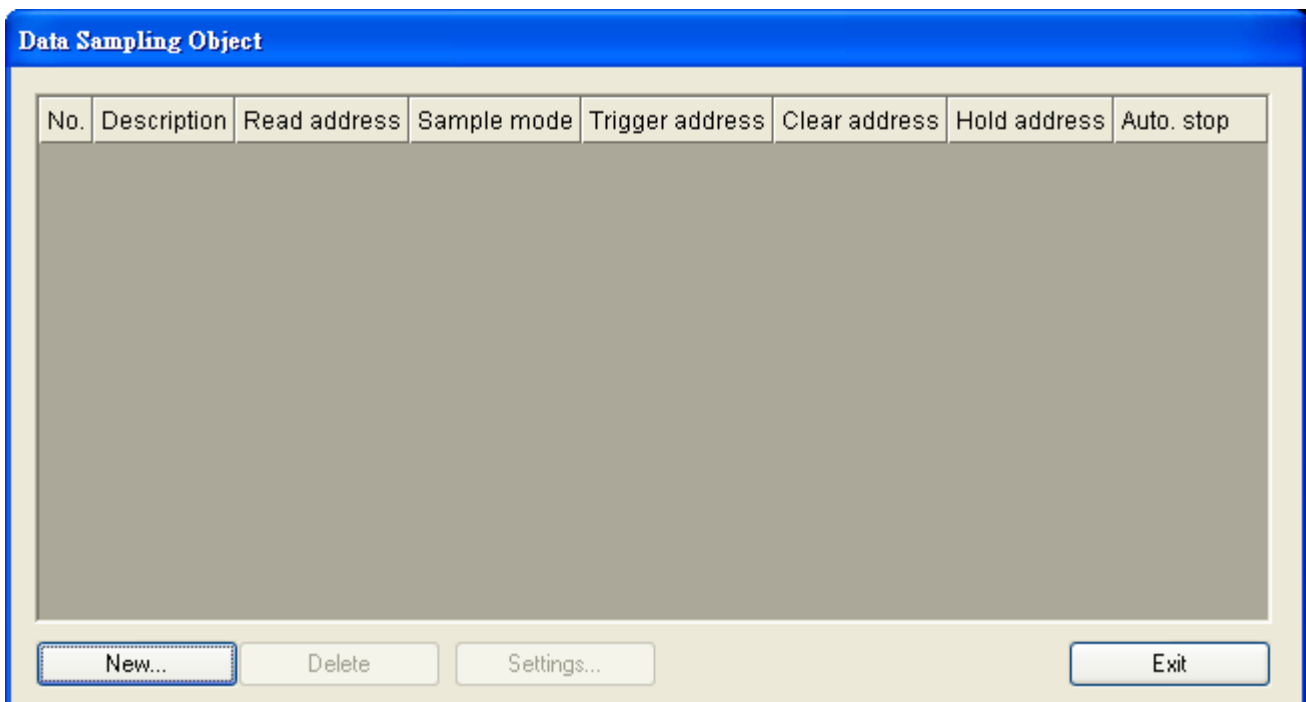 Data Sampling Object
No. Description Read address Sample mode Trigger address Clear address Hold address Auto. stop
New... Delete Settings... Exit